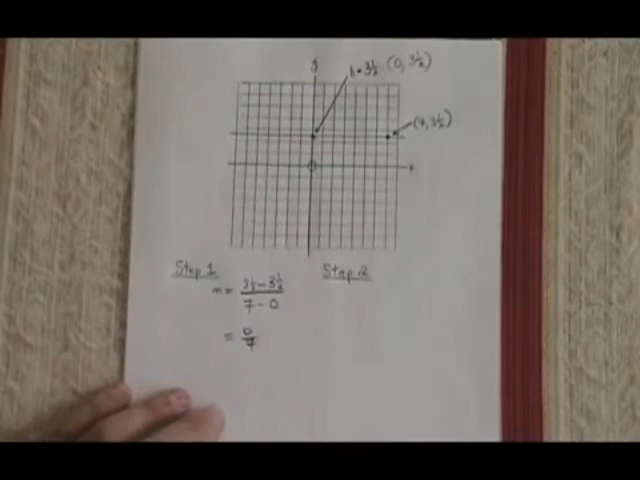 y
b = 3½ (0, 3½)
(7, 3½)
x
Step 1
m = 3½ - 3½
7 - 0
= 0
7
Step 2